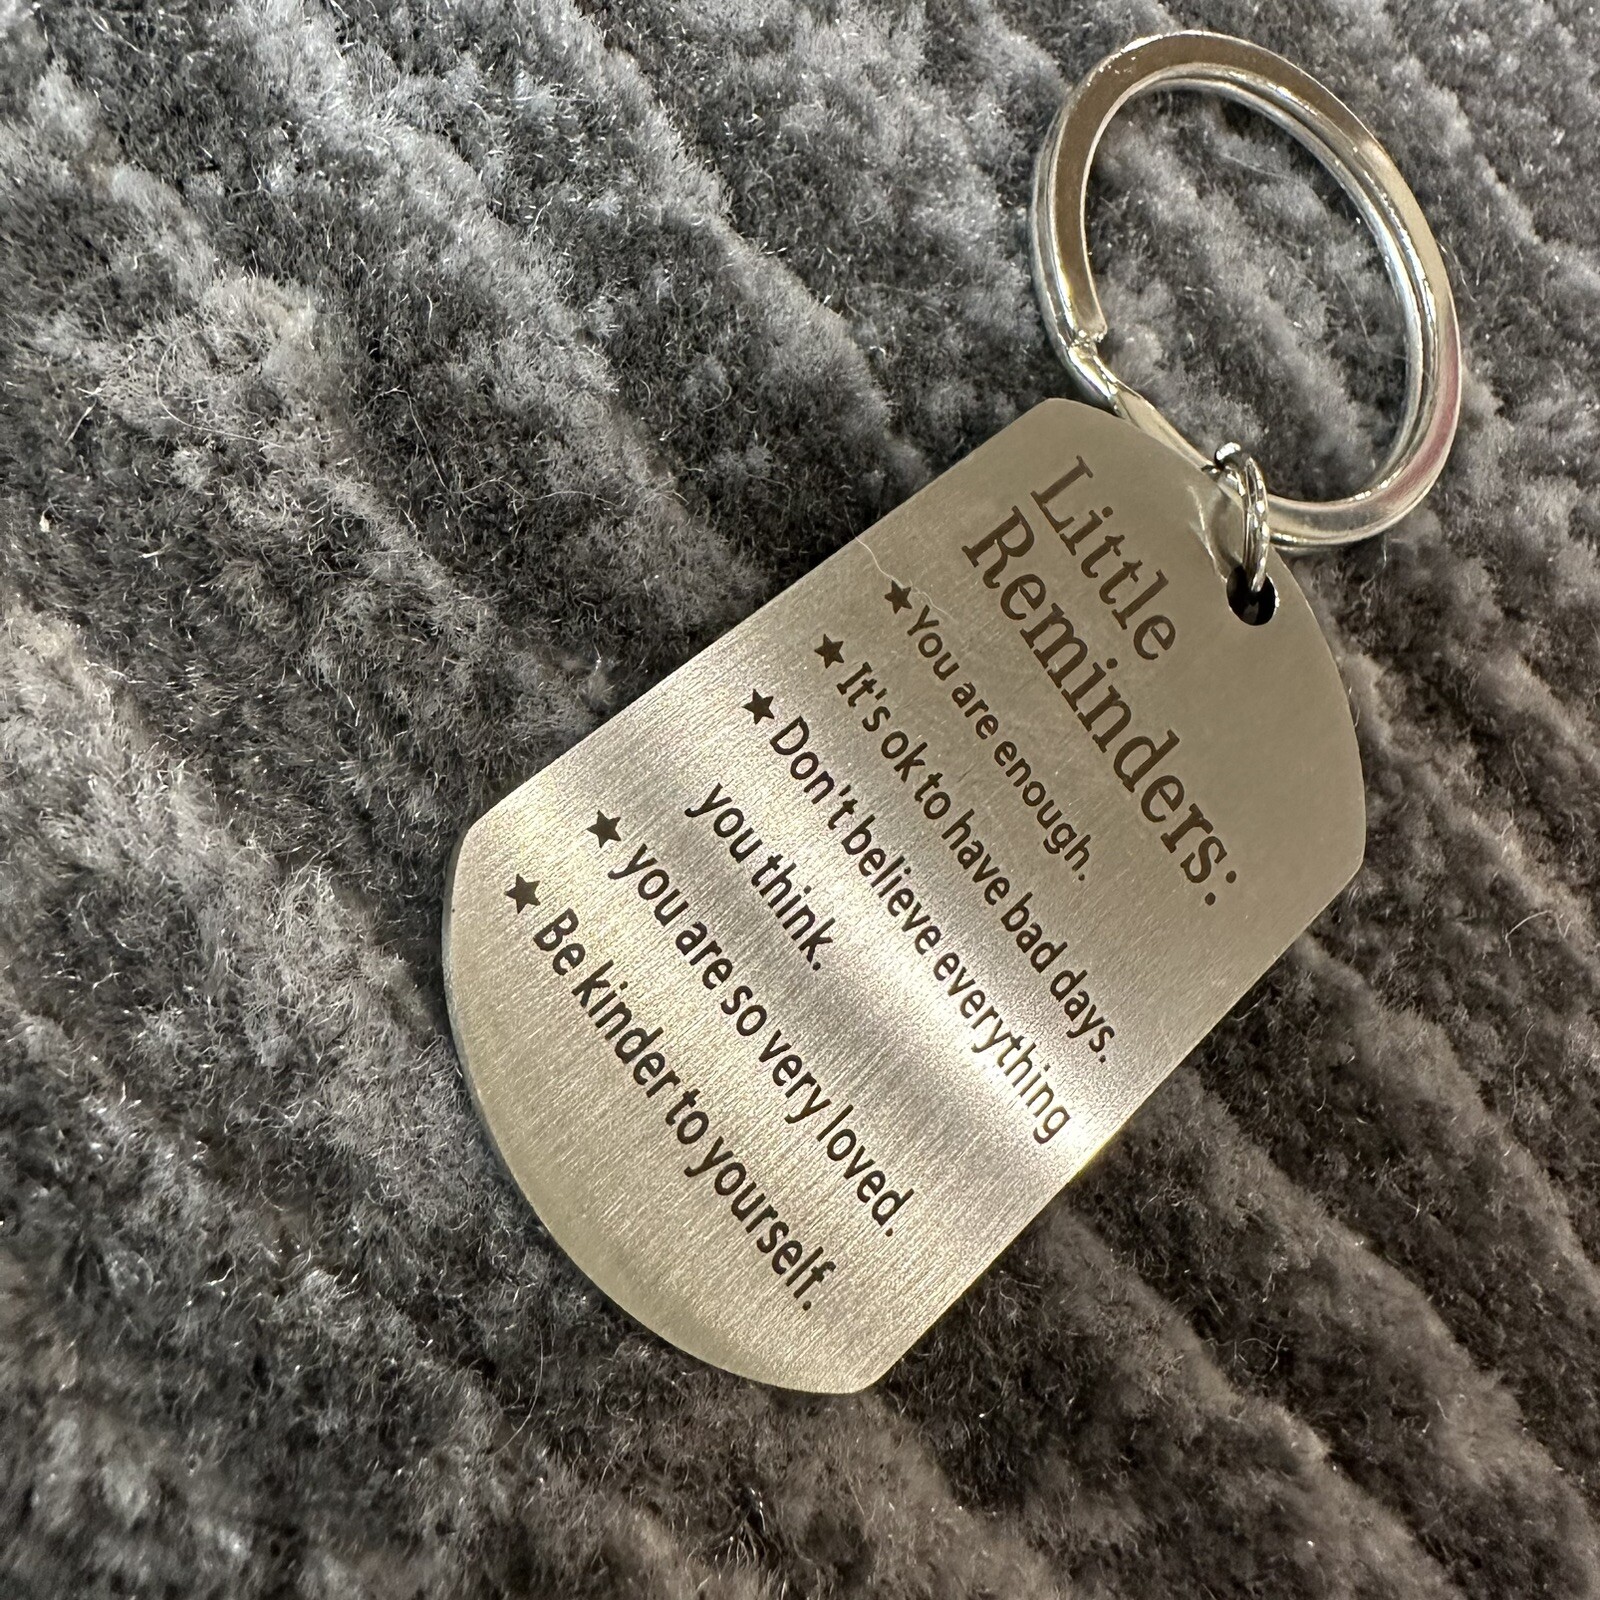 Little
Reminders:
★ You are enough.
★ It's ok to have bad days.
★ Don't believe everything
you think.
★ you are so very loved.
★ Be kinder to yourself.